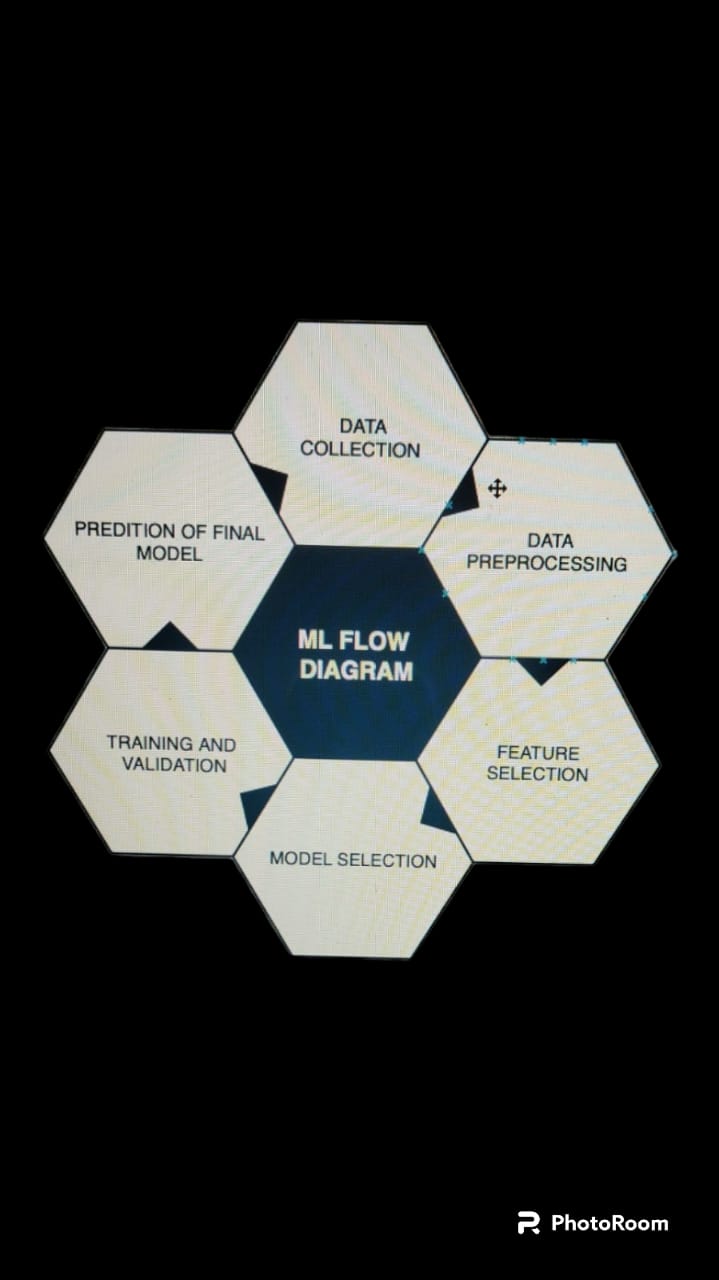 DATA
COLLECTION
DATA
PREPROCESSING
FEATURE
SELECTION
MODEL SELECTION
TRAINING AND
VALIDATION
PREDITION OF FINAL
MODEL
ML FLOW
DIAGRAM
PhotoRoom